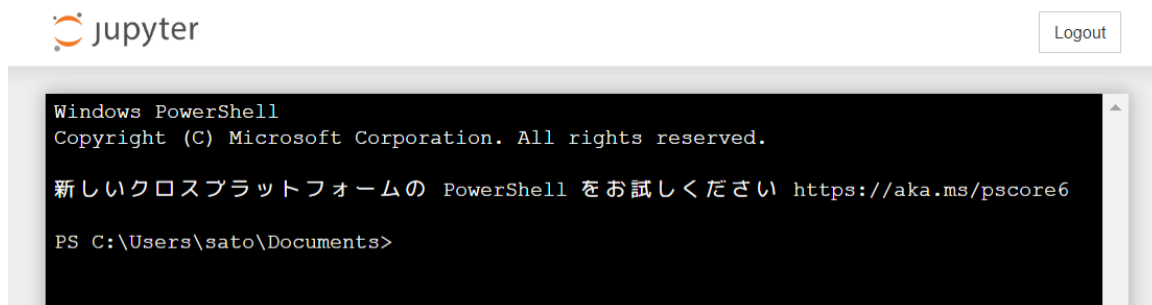 jupyter
Logout
Windows PowerShell
Copyright (C) Microsoft Corporation. All rights reserved.
新しいクロスプラットフォームの PowerShell をお試しください https://aka.ms/pscore6
PS C:\Users\sato\Documents>